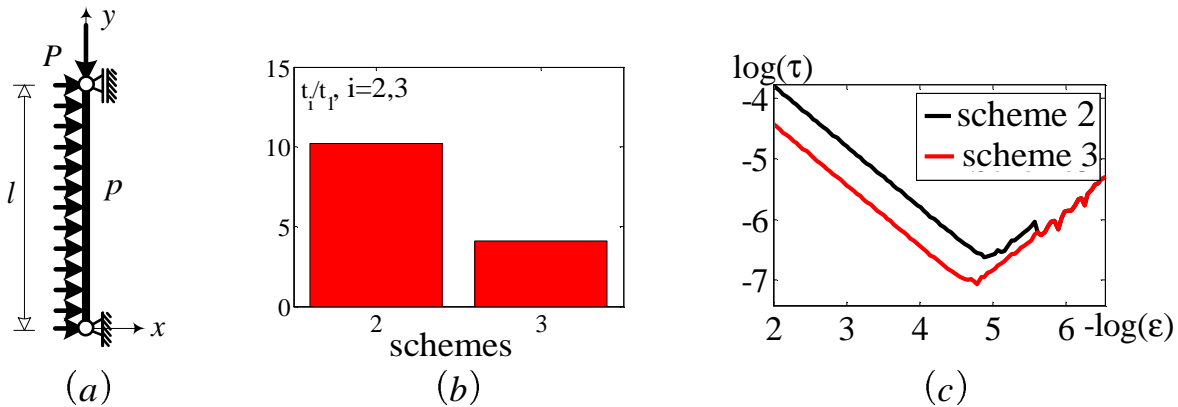 y
P
l
p
x
(a)
15
10
5
0
t_i/t_1, i=2,3
2 3
schemes
(b)
log(τ)
-4
-5
-6
-7
scheme 2
scheme 3
2 3 4 5 6 -log(ε)
(c)